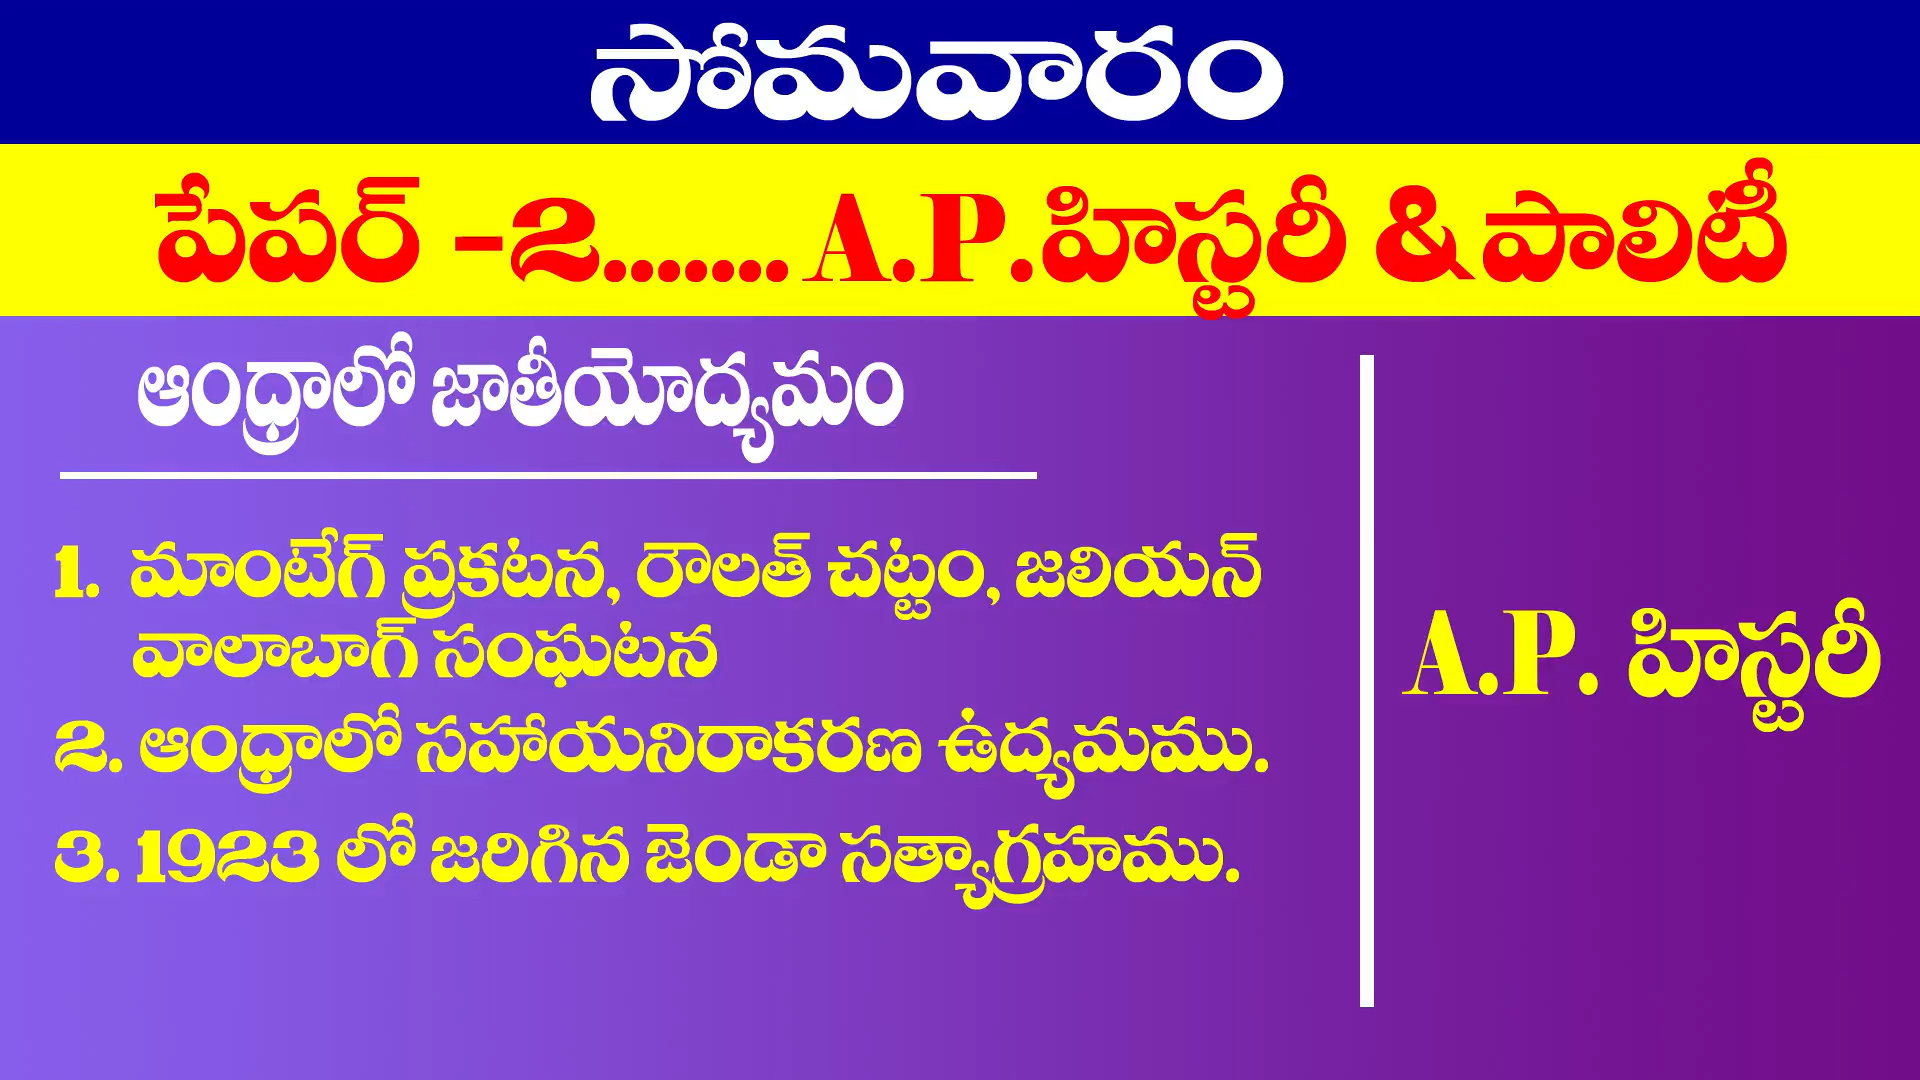 సోమవారం
పేపర్ -2....... A.P.హిస్టరీ & పాలిటీ
ఆంధ్రాలో జాతీయోద్యమం
1. మాంటేగ్ ప్రకటన, రౌలత్ చట్టం, జలియన్
వాలాబాగ్ సంఘటన
2. ఆంధ్రాలో సహాయనిరాకరణ ఉద్యమము.
3. 1923 లో జరిగిన జెండా సత్యాగ్రహము.
A.P. హిస్టరీ